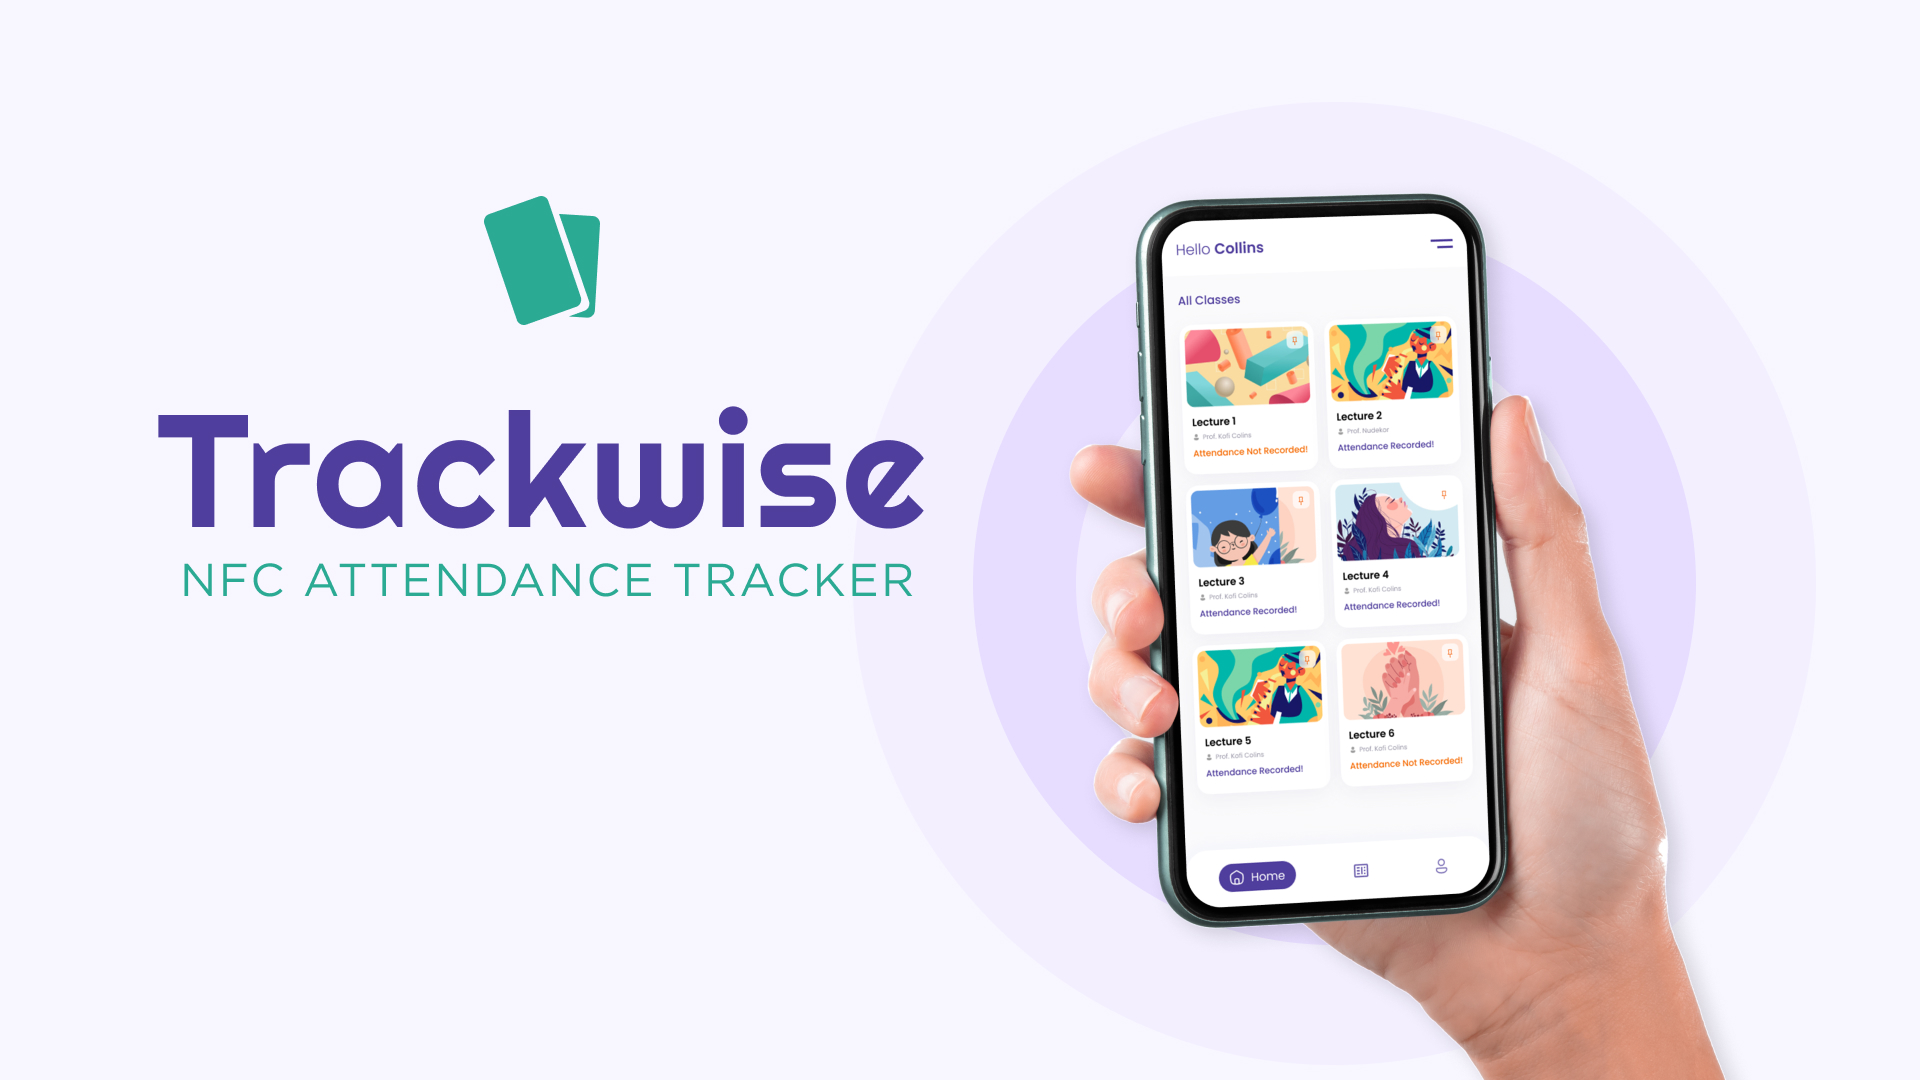 Trackwise
NFC ATTENDANCE TRACKER
Hello Collins
All Classes
Lecture 1
Prof. Kofi Colins
Attendance Not Recorded!
Lecture 2
Prof. Nudekor
Attendance Recorded!
Lecture 3
Prof. Kofi Colins
Attendance Recorded!
Lecture 4
Prof. Kofi Colins
Attendance Recorded!
Lecture 5
Prof. Kofi Colins
Attendance Recorded!
Lecture 6
Prof. Kofi Colins
Attendance Not Recorded!
Home